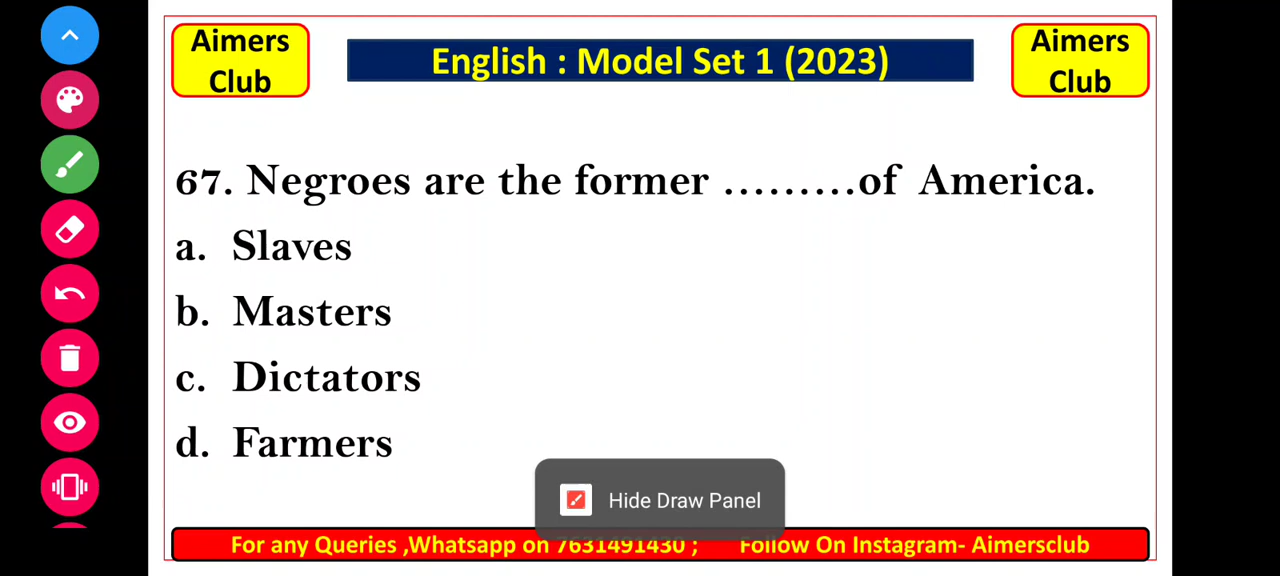 Aimers
Club
English : Model Set 1 (2023)
Aimers
Club
67. Negroes are the former .........of America.
a. Slaves
b. Masters
c. Dictators
d. Farmers
Hide Draw Panel
For any Queries ,Whatsapp on 7631491430 ; Follow On Instagram- Aimersclub